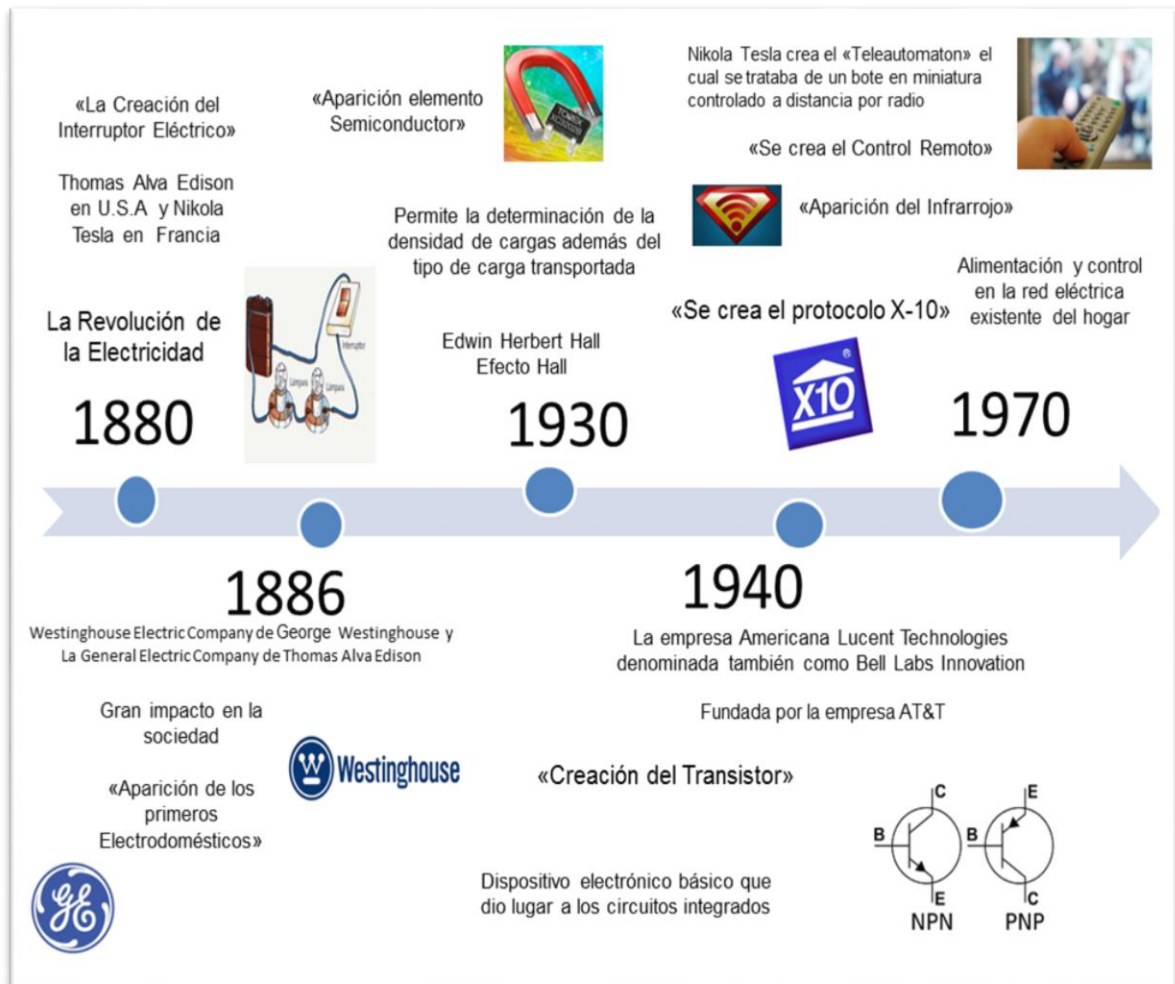 «La Creación del
Interruptor Eléctrico»
Thomas Alva Edison
en U.S.A y Nikola
Tesla en Francia
La Revolución de
la Electricidad
1880
Interruptor
Lámpara
Lámpara
«Aparición elemento
Semiconductor»
TOREX
Permite la determinación de la
densidad de cargas además del
tipo de carga transportada
Edwin Herbert Hall
Efecto Hall
1930
Nikola Tesla crea el «Teleautomaton» el
cual se trataba de un bote en miniatura
controlado a distancia por radio
«Se crea el Control Remoto»
«Aparición del Infrarrojo»
«Se crea el protocolo X-10»
X10
®
Alimentación y control
en la red eléctrica
existente del hogar
1970
1886
Westinghouse Electric Company de George Westinghouse y
La General Electric Company de Thomas Alva Edison
Gran impacto en la
sociedad
«Aparición de los
primeros
Electrodomésticos»
W
Westinghouse
GE
1940
La empresa Americana Lucent Technologies
denominada también como Bell Labs Innovation
Fundada por la empresa AT&T
«Creación del Transistor»
Dispositivo electrónico básico que
dio lugar a los circuitos integrados
C
B
E
NPN
E
B
C
PNP